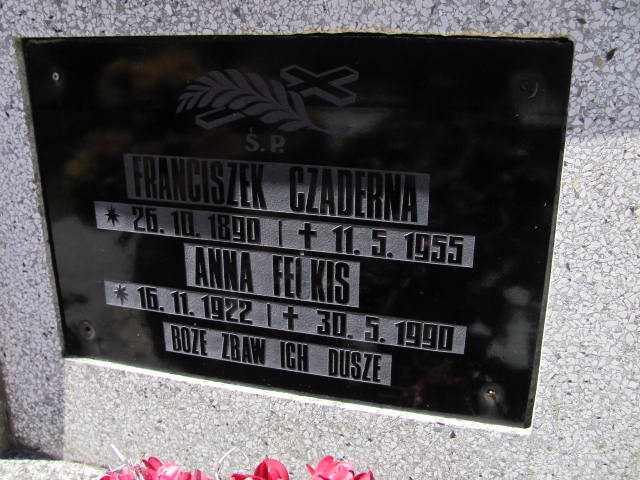 Ś. P.
FRANCISZEK CZADERNA
* 26. 10. 1890 | † 11. 5. 1955
ANNA
* 16. 11. 1922 | † 30. 5. 1990
BOŻE ZBAW ICH DUSZE